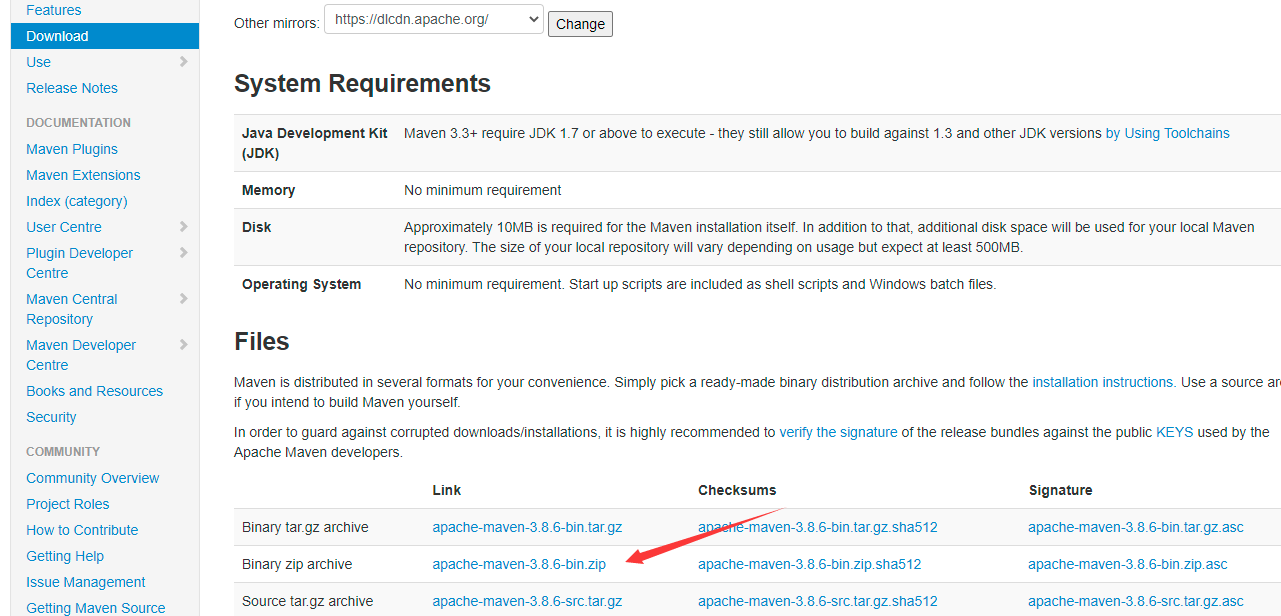 Features
Download
Use
Release Notes
DOCUMENTATION
Maven Plugins
Maven Extensions
Index (category)
User Centre
Plugin Developer
Centre
Maven Central
Repository
Maven Developer
Centre
Books and Resources
Security
COMMUNITY
Community Overview
Project Roles
How to Contribute
Getting Help
Issue Management
Getting Maven Source
Other mirrors: https://dlcdn.apache.org/ Change
System Requirements
Java Development Kit Maven 3.3+ require JDK 1.7 or above to execute - they still allow you to build against 1.3 and other JDK versions by Using Toolchains
(JDK)
Memory No minimum requirement
Disk Approximately 10MB is required for the Maven installation itself. In addition to that, additional disk space will be used for your local Maven
repository. The size of your local repository will vary depending on usage but expect at least 500MB.
Operating System No minimum requirement. Start up scripts are included as shell scripts and Windows batch files.
Files
Maven is distributed in several formats for your convenience. Simply pick a ready-made binary distribution archive and follow the installation instructions. Use a source
if you intend to build Maven yourself.
In order to guard against corrupted downloads/installations, it is highly recommended to verify the signature of the release bundles against the public KEYS used by the
Apache Maven developers.
Link Checksums Signature
Binary tar.gz archive apache-maven-3.8.6-bin.tar.gz apache-maven-3.8.6-bin.tar.gz.sha512 apache-maven-3.8.6-bin.tar.gz.asc
Binary zip archive apache-maven-3.8.6-bin.zip apache-maven-3.8.6-bin.zip.sha512 apache-maven-3.8.6-bin.zip.asc
Source tar.gz archive apache-maven-3.8.6-src.tar.gz apache-maven-3.8.6-src.tar.gz.sha512 apache-maven-3.8.6-src.tar.gz.asc